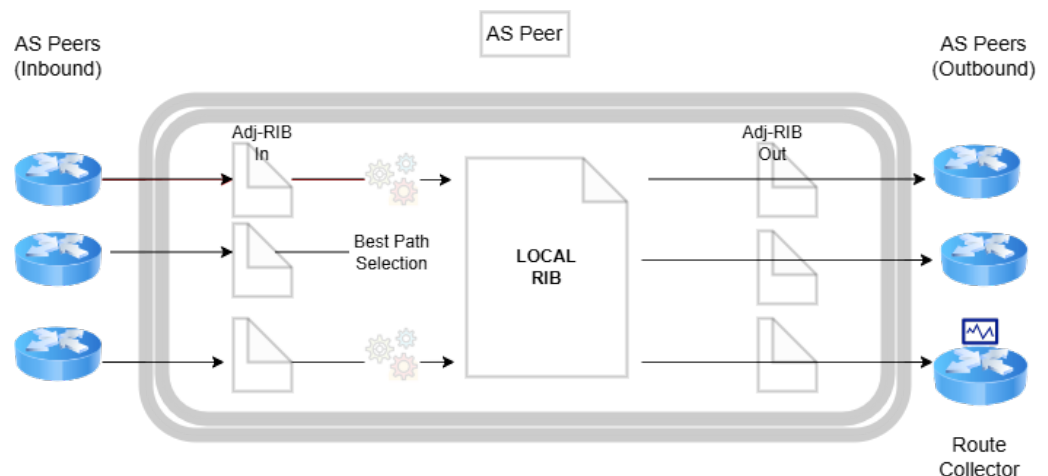 AS Peer
AS Peers
(Inbound)
AS Peers
(Outbound)
Adj-RIB
In
Adj-RIB
Out
Best Path
Selection
LOCAL
RIB
Route
Collector